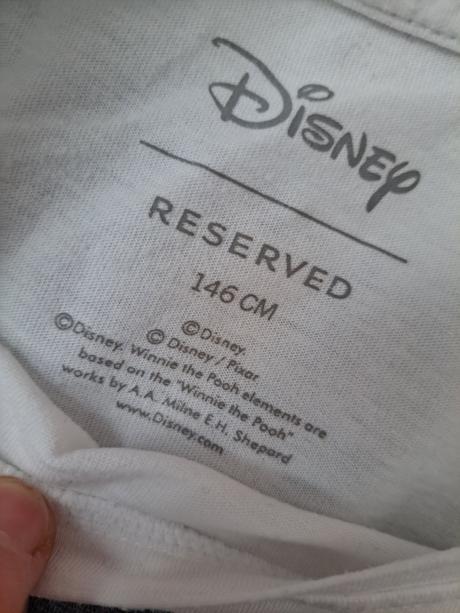 Disney
RESERVED
146 CM
©Disney.
© Disney / Pixar
©Disney. Winnie the Pooh elements are
based on the "Winnie the Pooh"
works by A.A. Milne E.H. Shepard
www.Disney.com